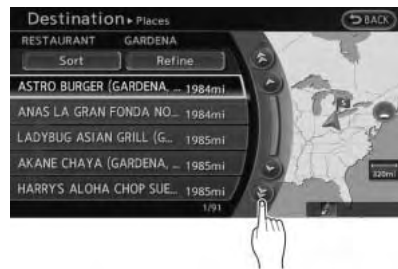 Destination ▸ Places
BACK
RESTAURANT GARDENA
Sort Refine
ASTRO BURGER (GARDENA, ... 1984mi
ANAS LA GRAN FONDA NO... 1984mi
LADYBUG ASIAN GRILL (G... 1985mi
AKANE CHAYA (GARDENA, ... 1985mi
HARRY'S ALOHA CHOP SUE... 1985mi
320mi
1/91